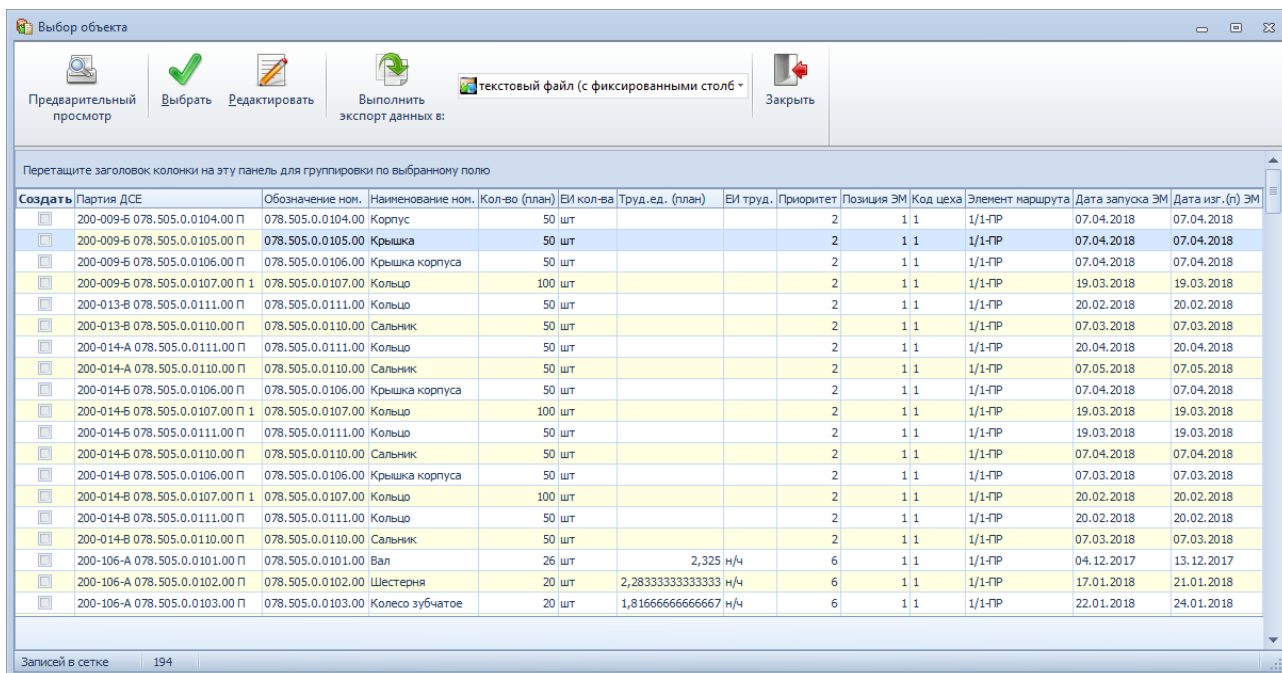 Выбор объекта
Предварительный просмотр
Выбрать
Редактировать
Выполнить экспорт данных в:
текстовый файл (с фиксированными столб
Закрыть
Перетащите заголовок колонки на эту панель для группировки по выбранному полю
Создать Партия ДСЕ Обозначение ном. Наименование ном. Кол-во (план) ЕИ кол-ва Труд.ед. (план) ЕИ труд. Приоритет Позиция ЭМ Код цеха Элемент маршрута Дата запуска ЭМ Дата изг.(п) ЭМ
200-009-Б 078.505.0.0104.00 П 078.505.0.0104.00 Корпус 50 шт 2 1 1 1/1-ПР 07.04.2018 07.04.2018
200-009-Б 078.505.0.0105.00 П 078.505.0.0105.00 Крышка 50 шт 2 1 1 1/1-ПР 07.04.2018 07.04.2018
200-009-Б 078.505.0.0106.00 П 078.505.0.0106.00 Крышка корпуса 50 шт 2 1 1 1/1-ПР 07.04.2018 07.04.2018
200-009-Б 078.505.0.0107.00 П 1 078.505.0.0107.00 Кольцо 100 шт 2 1 1 1/1-ПР 19.03.2018 19.03.2018
200-013-В 078.505.0.0111.00 П 078.505.0.0111.00 Кольцо 50 шт 2 1 1 1/1-ПР 20.02.2018 20.02.2018
200-013-В 078.505.0.0110.00 П 078.505.0.0110.00 Сальник 50 шт 2 1 1 1/1-ПР 07.03.2018 07.03.2018
200-014-А 078.505.0.0111.00 П 078.505.0.0111.00 Кольцо 50 шт 2 1 1 1/1-ПР 20.04.2018 20.04.2018
200-014-А 078.505.0.0110.00 П 078.505.0.0110.00 Сальник 50 шт 2 1 1 1/1-ПР 07.05.2018 07.05.2018
200-014-Б 078.505.0.0106.00 П 078.505.0.0106.00 Крышка корпуса 50 шт 2 1 1 1/1-ПР 07.04.2018 07.04.2018
200-014-Б 078.505.0.0107.00 П 1 078.505.0.0107.00 Кольцо 100 шт 2 1 1 1/1-ПР 19.03.2018 19.03.2018
200-014-Б 078.505.0.0111.00 П 078.505.0.0111.00 Кольцо 50 шт 2 1 1 1/1-ПР 19.03.2018 19.03.2018
200-014-Б 078.505.0.0110.00 П 078.505.0.0110.00 Сальник 50 шт 2 1 1 1/1-ПР 07.04.2018 07.04.2018
200-014-В 078.505.0.0106.00 П 078.505.0.0106.00 Крышка корпуса 50 шт 2 1 1 1/1-ПР 07.03.2018 07.03.2018
200-014-В 078.505.0.0107.00 П 1 078.505.0.0107.00 Кольцо 100 шт 2 1 1 1/1-ПР 20.02.2018 20.02.2018
200-014-В 078.505.0.0111.00 П 078.505.0.0111.00 Кольцо 50 шт 2 1 1 1/1-ПР 20.02.2018 20.02.2018
200-014-В 078.505.0.0110.00 П 078.505.0.0110.00 Сальник 50 шт 2 1 1 1/1-ПР 07.03.2018 07.03.2018
200-106-А 078.505.0.0101.00 П 078.505.0.0101.00 Вал 26 шт 2,325 н/ч 6 1 1 1/1-ПР 04.12.2017 13.12.2017
200-106-А 078.505.0.0102.00 П 078.505.0.0102.00 Шестерня 20 шт 2,28333333333333 н/ч 6 1 1 1/1-ПР 17.01.2018 21.01.2018
200-106-А 078.505.0.0103.00 П 078.505.0.0103.00 Колесо зубчатое 20 шт 1,81666666666667 н/ч 6 1 1 1/1-ПР 22.01.2018 24.01.2018
Записей в сетке 194